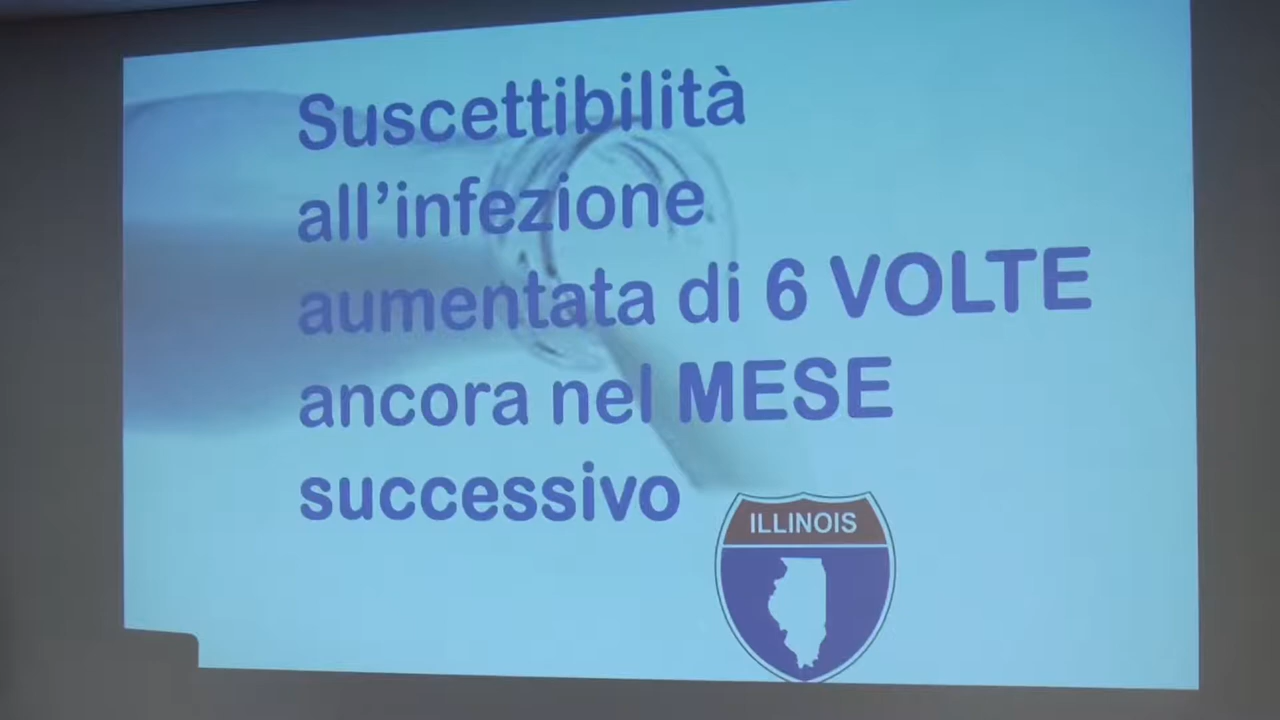 Suscettibilità
all’infezione
aumentata di 6 VOLTE
ancora nel MESE
successivo
ILLINOIS